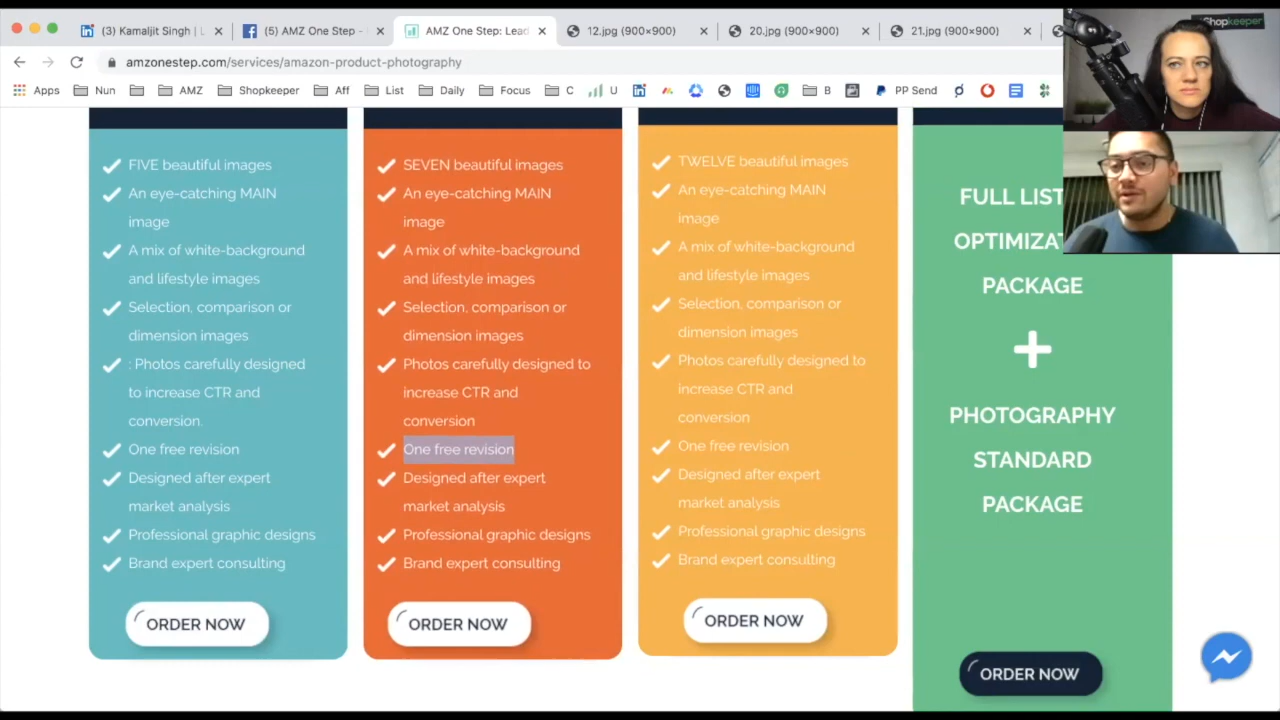 (3) Kamaljit Singh | L
(5) AMZ One Step -
AMZ One Step: Lead
12.jpg (900×900)
20.jpg (900×900)
21.jpg (900×900)
amzonestep.com/services/amazon-product-photography
Apps
Nun
AMZ
Shopkeeper
Aff
List
Daily
Focus
C
U
B
PP Send
Shopkeeper
FIVE beautiful images
An eye-catching MAIN
image
A mix of white-background
and lifestyle images
Selection, comparison or
dimension images
: Photos carefully designed
to increase CTR and
conversion.
One free revision
Designed after expert
market analysis
Professional graphic designs
Brand expert consulting
ORDER NOW
SEVEN beautiful images
An eye-catching MAIN
image
A mix of white-background
and lifestyle images
Selection, comparison or
dimension images
Photos carefully designed to
increase CTR and
conversion
One free revision
Designed after expert
market analysis
Professional graphic designs
Brand expert consulting
ORDER NOW
TWELVE beautiful images
An eye-catching MAIN
image
A mix of white-background
and lifestyle images
Selection, comparison or
dimension images
Photos carefully designed to
increase CTR and
conversion
One free revision
Designed after expert
market analysis
Professional graphic designs
Brand expert consulting
ORDER NOW
FULL LIST
OPTIMIZAT
PACKAGE
+
PHOTOGRAPHY
STANDARD
PACKAGE
ORDER NOW